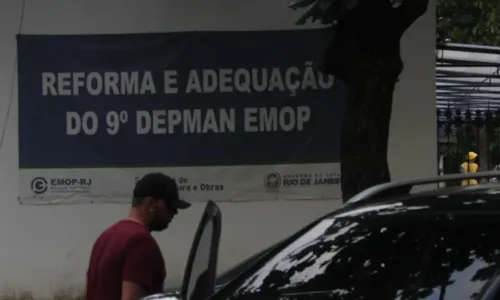 REFORMA E ADEQUAÇÃO
DO 9º DEPMAN EMOP
EMOP-RJ
e Obras
RIO DE JANEIRO